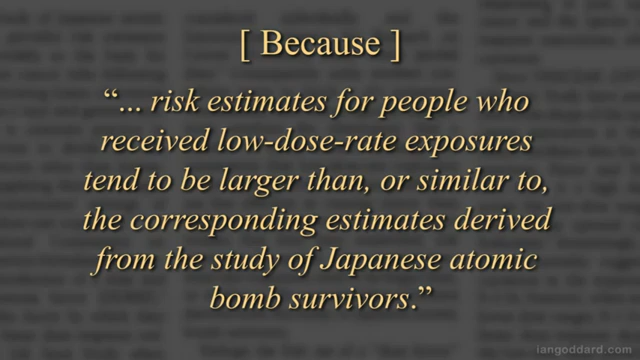 [ Because ]
“... risk estimates for people who
received low-dose-rate exposures
tend to be larger than, or similar to,
the corresponding estimates derived
from the study of Japanese atomic
bomb survivors.”
iangoddard.com